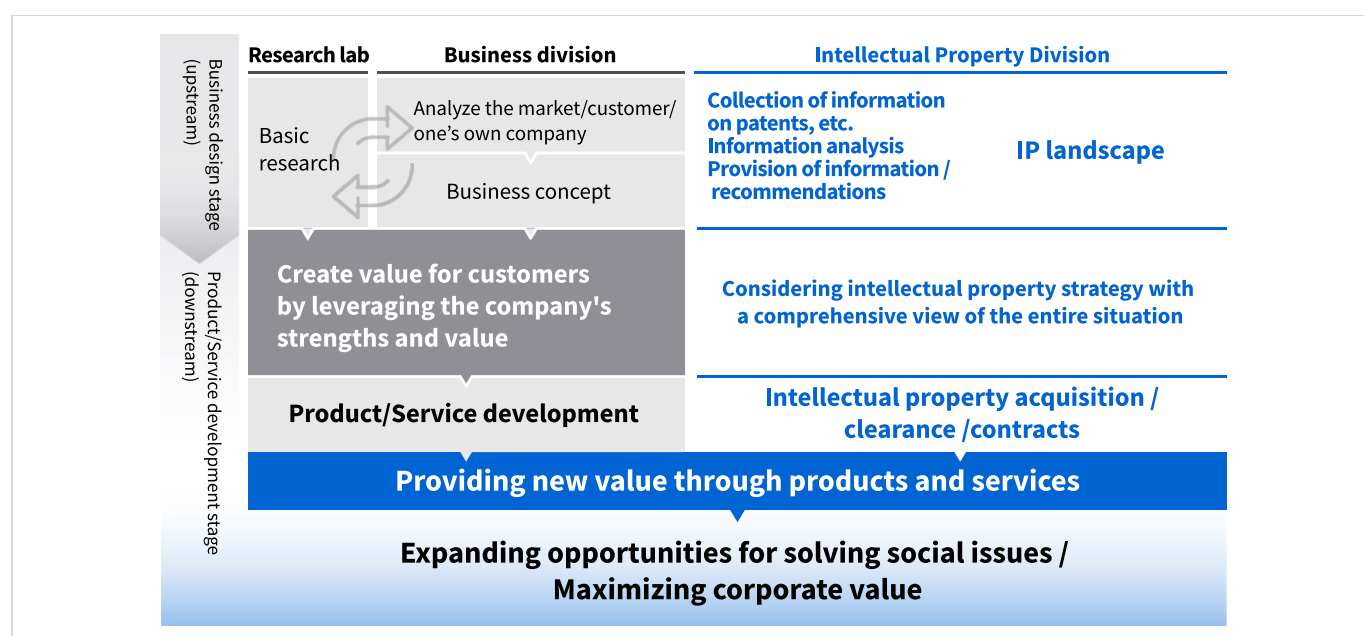 Business design stage
(upstream)
Product/Service development stage
(downstream)
Research lab
Business division
Intellectual Property Division
Basic
research
Analyze the market/customer/
one’s own company
Business concept
Collection of information
on patents, etc.
Information analysis
Provision of information /
recommendations
IP landscape
Create value for customers
by leveraging the company's
strengths and value
Considering intellectual property strategy with
a comprehensive view of the entire situation
Product/Service development
Intellectual property acquisition /
clearance /contracts
Providing new value through products and services
Expanding opportunities for solving social issues /
Maximizing corporate value